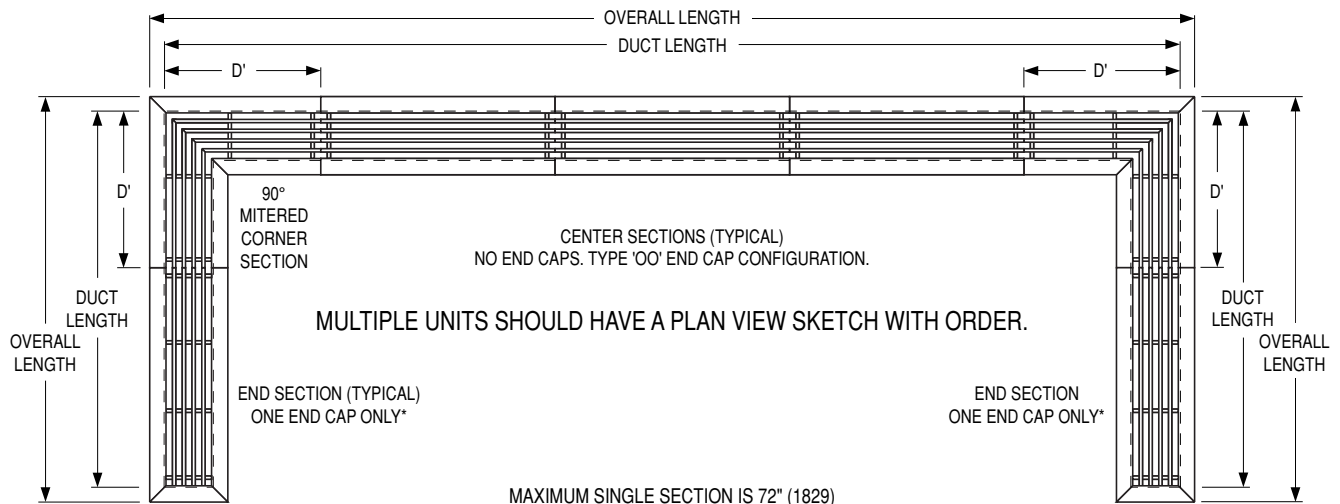 OVERALL LENGTH
DUCT LENGTH
D'
D'
D'
D'
90°
MITERED
CORNER
SECTION
CENTER SECTIONS (TYPICAL)
NO END CAPS. TYPE 'OO' END CAP CONFIGURATION.
DUCT
LENGTH
OVERALL
LENGTH
MULTIPLE UNITS SHOULD HAVE A PLAN VIEW SKETCH WITH ORDER.
DUCT
LENGTH
OVERALL
LENGTH
END SECTION (TYPICAL)
ONE END CAP ONLY*
END SECTION
ONE END CAP ONLY*
MAXIMUM SINGLE SECTION IS 72" (1829)